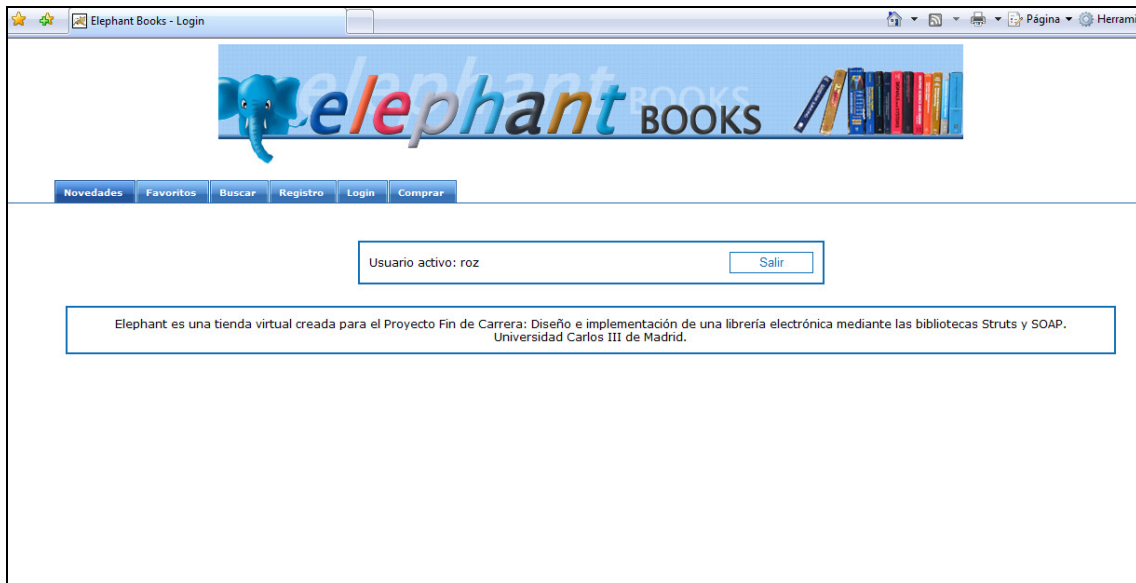 Elephant Books - Login
Página
Herrami
elephant BOOKS
Novedades Favoritos Buscar Registro Login Comprar
Usuario activo: roz
Salir
Elephant es una tienda virtual creada para el Proyecto Fin de Carrera: Diseño e implementación de una librería electrónica mediante las bibliotecas Struts y SOAP.
Universidad Carlos III de Madrid.